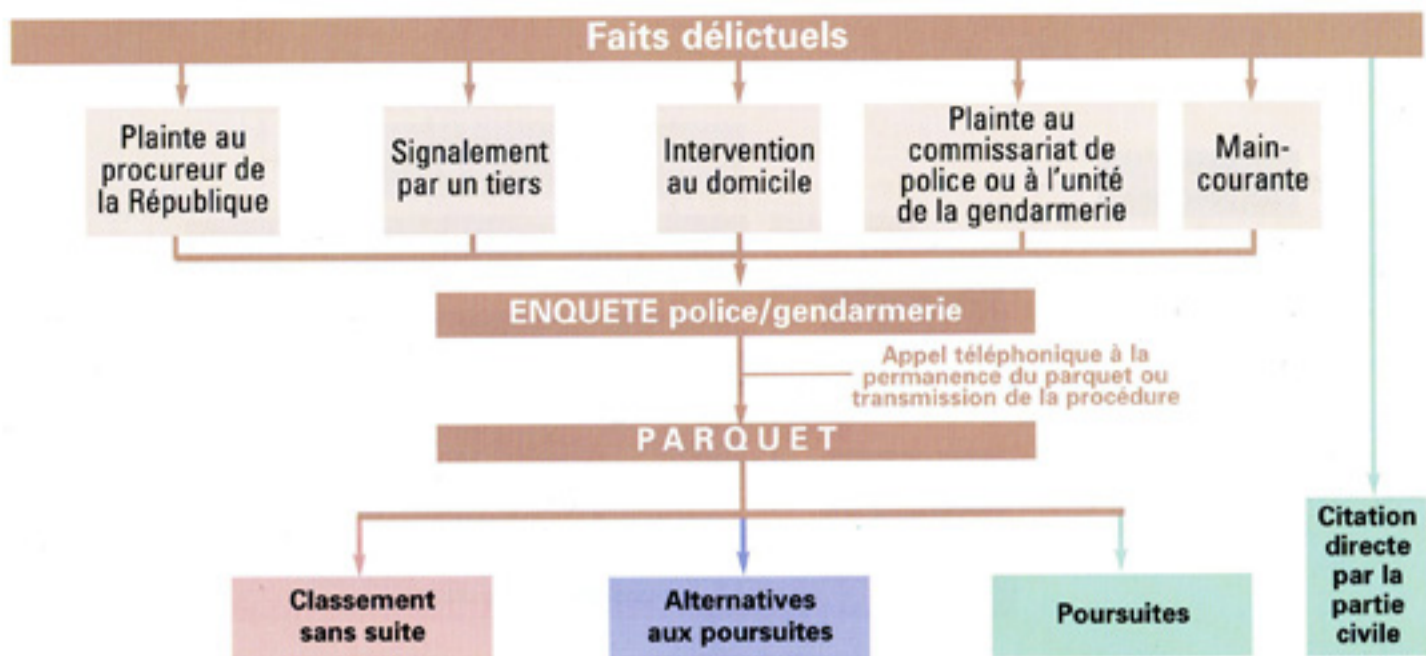 Faits délictuels
Plainte au
procureur de
la République
Signalement
par un tiers
Intervention
au domicile
Plainte au
commissariat de
police ou à l'unité
de la gendarmerie
Main-
courante
ENQUETE police/gendarmerie
Appel téléphonique à la
permanence du parquet ou
transmission de la procédure
PARQUET
Classement
sans suite
Alternatives
aux poursuites
Poursuites
Citation
directe
par la
partie
civile